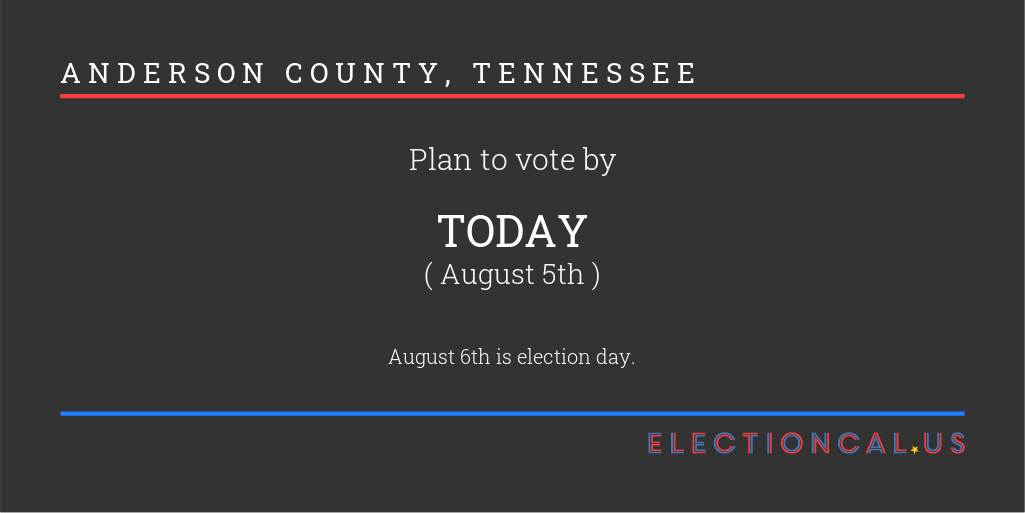 ANDERSON COUNTY, TENNESSEE
Plan to vote by
TODAY
( August 5th )
August 6th is election day.
ELECTIONCAL.US